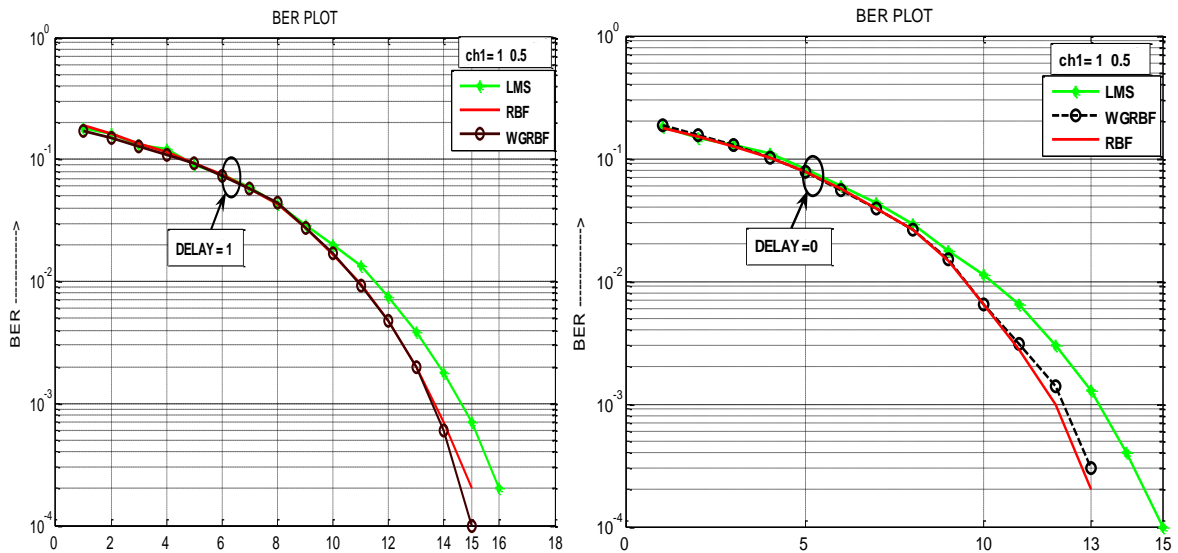 BER PLOT
10^0
10^-1
10^-2
10^-3
10^-4
BER ---------->
ch1= 1 0.5
LMS
RBF
WGRBF
DELAY = 1
0 2 4 6 8 10 12 14 15 16 18
BER PLOT
10^0
10^-1
10^-2
10^-3
10^-4
BER ---------->
ch1= 1 0.5
LMS
WGRBF
RBF
DELAY =0
0 5 10 13 15